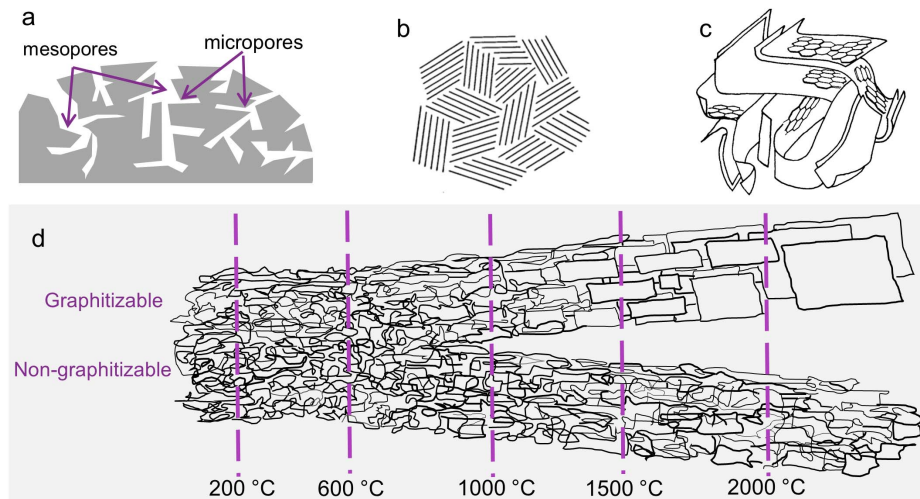 a
mesopores
micropores
b
c
d
Graphitizable
Non-graphitizable
200 °C
600 °C
1000 °C
1500 °C
2000 °C